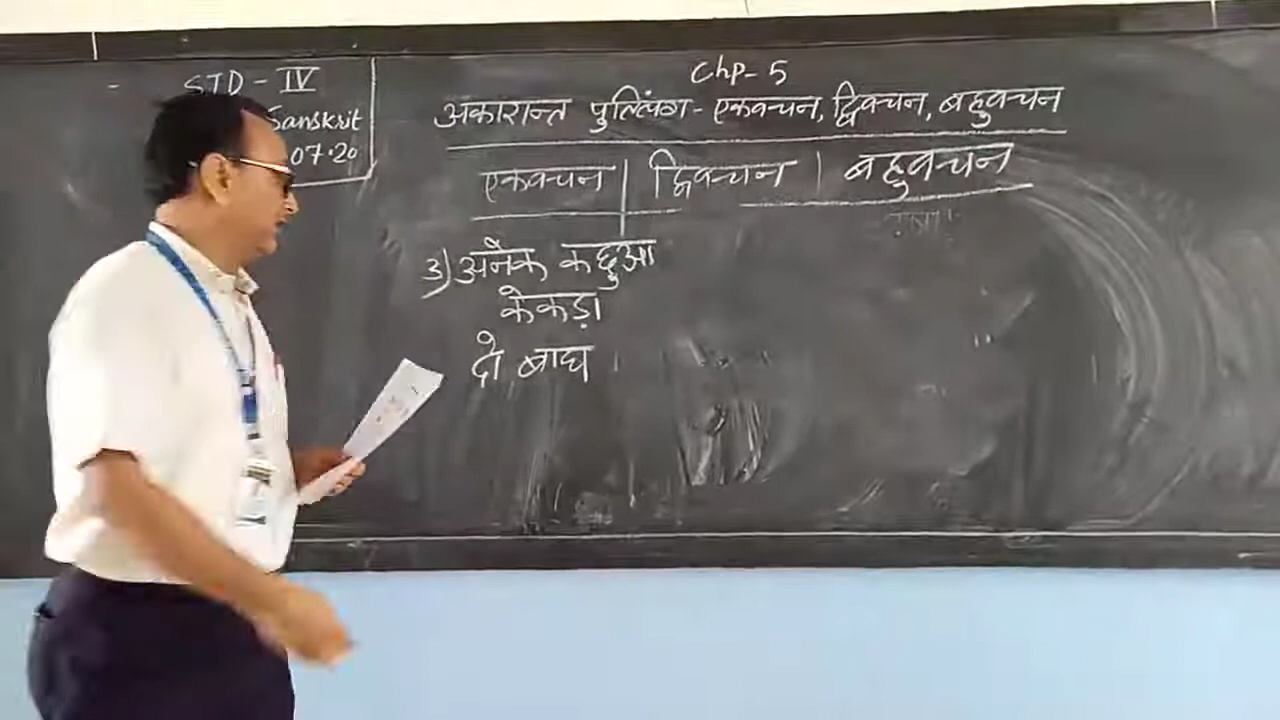 STD - IV
Sanskrit
07.20
Chp- 5
अकारान्त पुल्लिंग - एकवचन, द्विवचन, बहुवचन
एकवचन | द्विवचन | बहुवचन
3) अनेक कछुआ
केकड़ा
दो बाघ